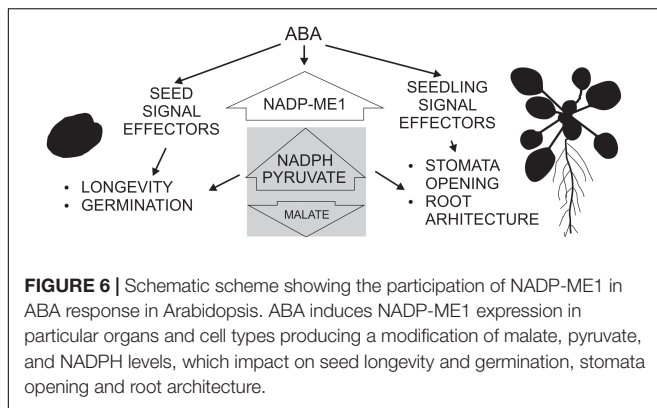 ABA
SEED
SIGNAL
EFFECTORS
NADP-ME1
SEEDLING
SIGNAL
EFFECTORS
NADPH
PYRUVATE
MALATE
• LONGEVITY
• GERMINATION
• STOMATA
OPENING
• ROOT
ARHITECTURE
FIGURE 6 | Schematic scheme showing the participation of NADP-ME1 in
ABA response in Arabidopsis. ABA induces NADP-ME1 expression in
particular organs and cell types producing a modification of malate, pyruvate,
and NADPH levels, which impact on seed longevity and germination, stomata
opening and root architecture.